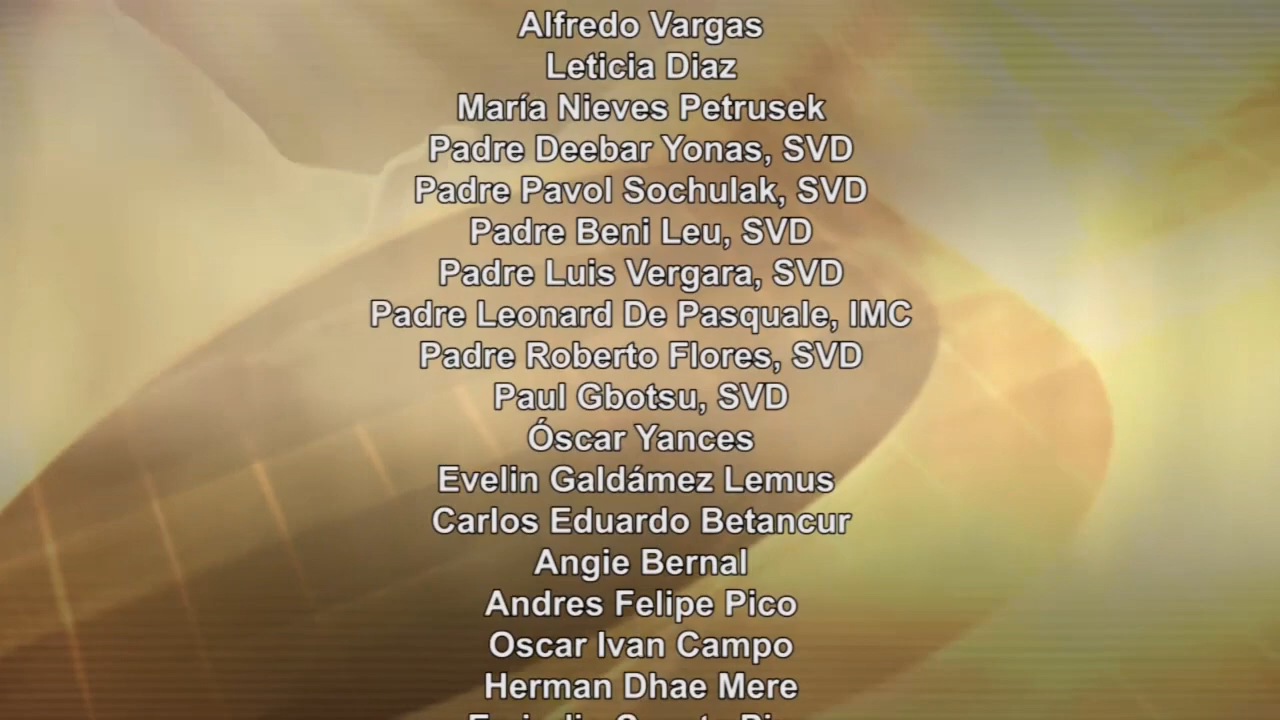 Alfredo Vargas
Leticia Diaz
María Nieves Petrusek
Padre Deebar Yonas, SVD
Padre Pavol Sochulak, SVD
Padre Beni Leu, SVD
Padre Luis Vergara, SVD
Padre Leonard De Pasquale, IMC
Padre Roberto Flores, SVD
Paul Gbotsu, SVD
Óscar Yances
Evelin Galdámez Lemus
Carlos Eduardo Betancur
Angie Bernal
Andres Felipe Pico
Oscar Ivan Campo
Herman Dhae Mere